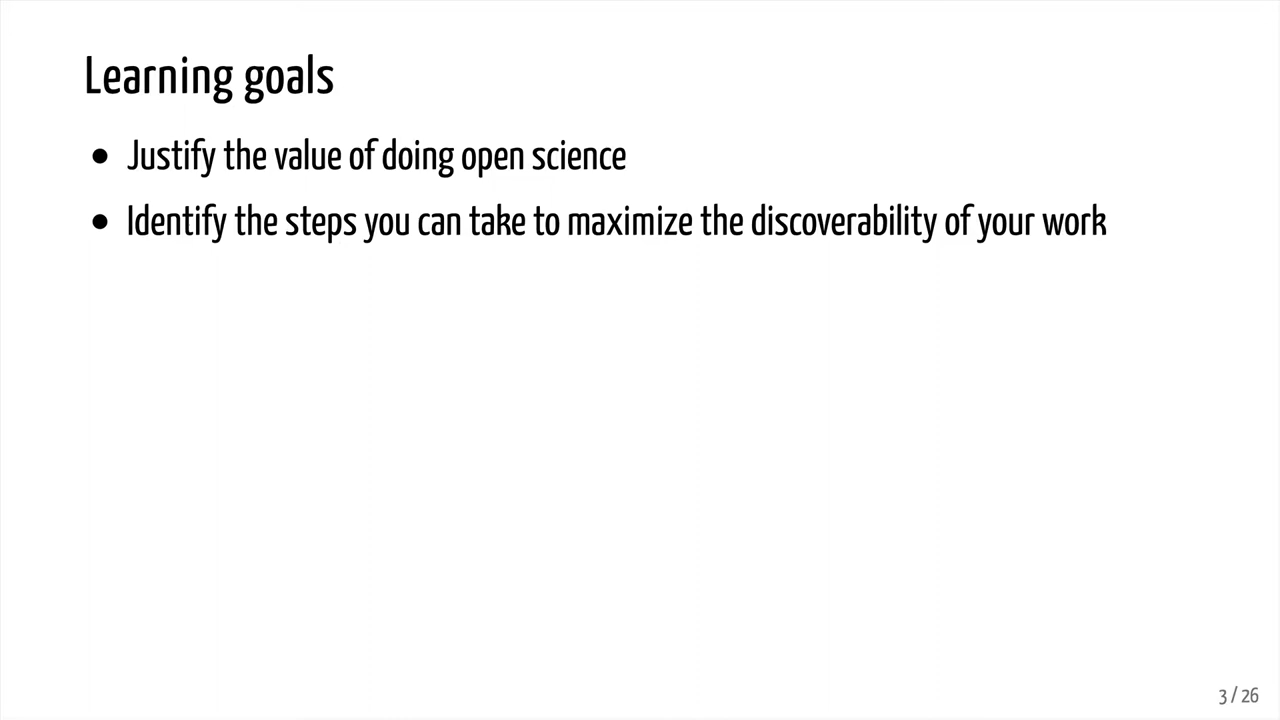 Learning goals
• Justify the value of doing open science
• Identify the steps you can take to maximize the discoverability of your work
3 / 26